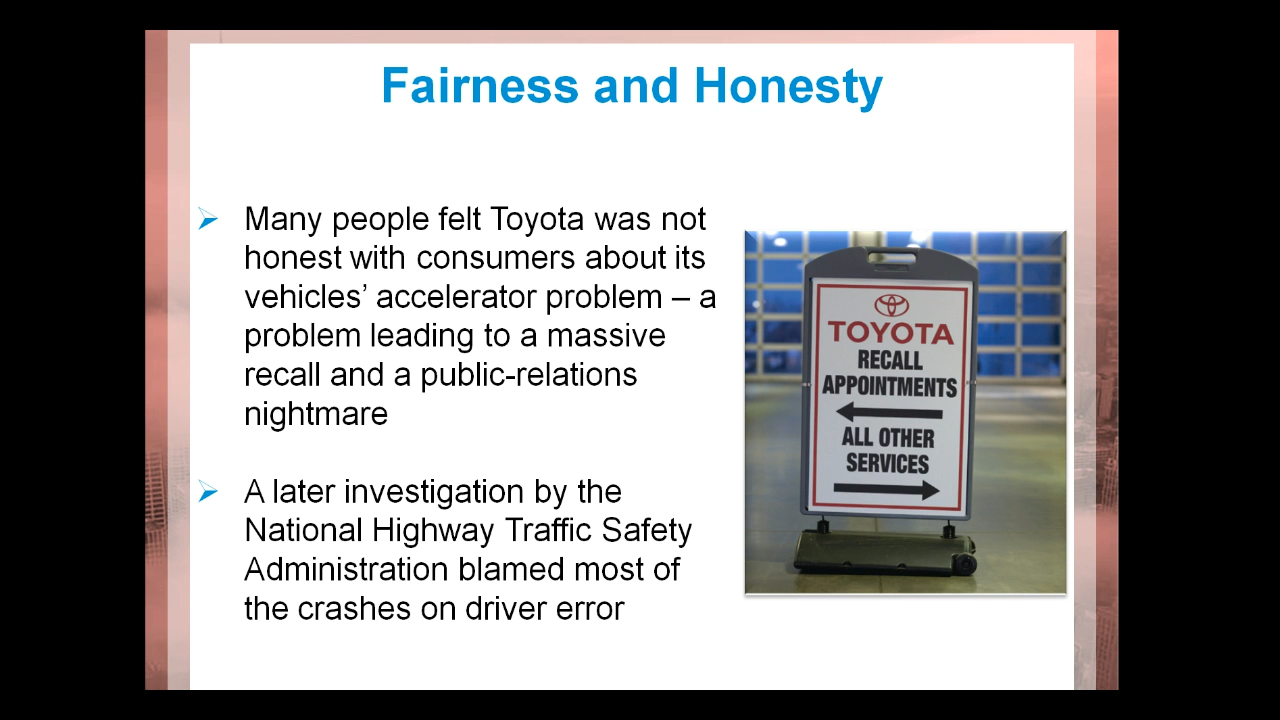 Fairness and Honesty
Many people felt Toyota was not
honest with consumers about its
vehicles’ accelerator problem – a
problem leading to a massive
recall and a public-relations
nightmare
A later investigation by the
National Highway Traffic Safety
Administration blamed most of
the crashes on driver error
TOYOTA
RECALL
APPOINTMENTS
ALL OTHER
SERVICES